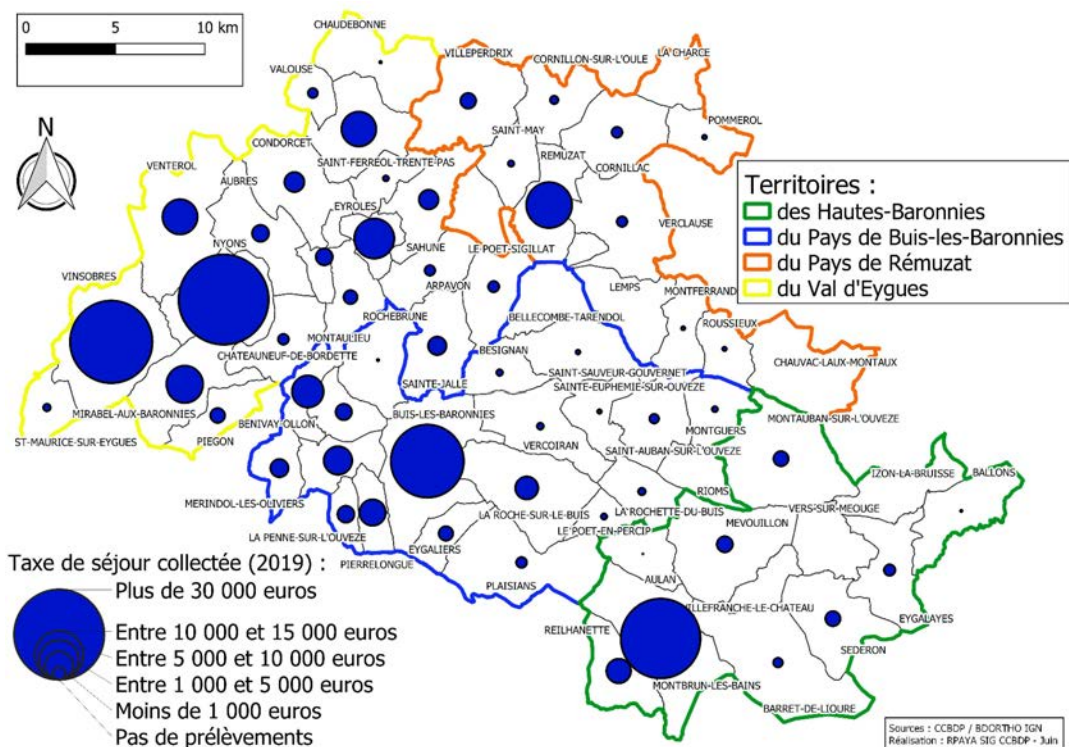 0 5 10 km
N
CHAUDEBONNE
VILLEPERDRIX
CORNILLON-SUR-L'OULE
LA CHARCE
VALOUSE
POMMEROL
SAINT-MAY
CONDORCET
REMUZAT
SAINT-FERREOL-TRENTE-PAS
CORNILLAC
VENTEROL
AUBRES
EYROLES
VERCLAUSE
NYONS
SAHUNE
LE-POET-SIGILLAT
VINSOBRES
ARPAVON
LEMPS
MONTFERRAND
ROCHEBRUNE
BELLECOMBE-TARENDOL
ROUSSIEUX
MONTAULIEU
BESIGNAN
CHATEAUNEUF-DE-BORDETTE
CHAUVAC-LAUX-MONTAUX
SAINT-SAUVEUR-GOUVERNET
SAINTE-JALLE
SAINTE-EUPHEMIE-SUR-OUVEZE
MIRABEL-AUX-BARONNIES
BUIS-LES-BARONNIES
MONTAUBAN-SUR-L'OUVEZE
BENIVAY-OLLON
MONTGUERS
ST-MAURICE-SUR-EYGUES
PIEGON
VERCOIRAN
SAINT-AUBAN-SUR-L'OUVEZE
IZON-LA-BRUISSE
BALLONS
RIOMS
MERINDOL-LES-OLIVIERS
LA ROCHE-SUR-LE-BUIS
LA ROCHETTE-DU-BUIS
VERS-SUR-MEOUGE
MEVOUILLON
LE POET-EN-PERCIP
LA PENNE-SUR-L'OUVEZE
EYGALIERS
PIERRELONGUE
AULAN
PLAISIANS
ILLEFRANCHE-LE-CHATEAU
EYGALAYES
REILHANETTE
SEDERON
MONTBRUN-LES-BAINS
BARRET-DE-LIOURE
Territoires :
des Hautes-Baronnies
du Pays de Buis-les-Baronnies
du Pays de Rémuzat
du Val d'Eygues
Taxe de séjour collectée (2019) :
Plus de 30 000 euros
Entre 10 000 et 15 000 euros
Entre 5 000 et 10 000 euros
Entre 1 000 et 5 000 euros
Moins de 1 000 euros
Pas de prélèvements
Sources : CCBDP / BDORTHO IGN
Réalisation : RPAYA SIG CCBDP - Juin